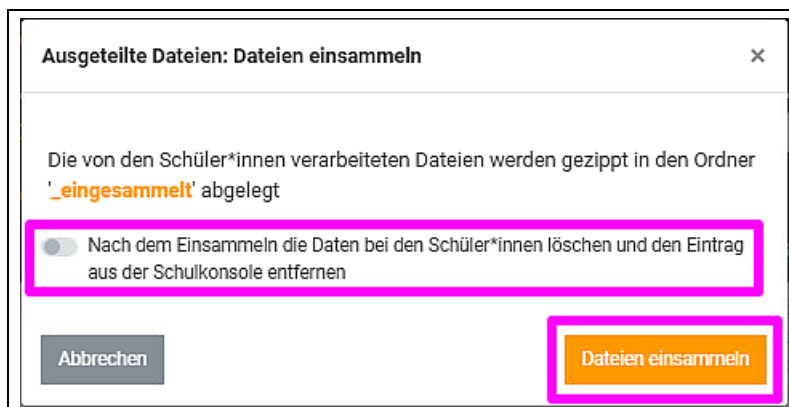 Ausgeteilte Dateien: Dateien einsammeln ×
Die von den Schüler*innen verarbeiteten Dateien werden gezippt in den Ordner
'_eingesammelt' abgelegt
Nach dem Einsammeln die Daten bei den Schüler*innen löschen und den Eintrag
aus der Schulkonsole entfernen
Abbrechen
Dateien einsammeln